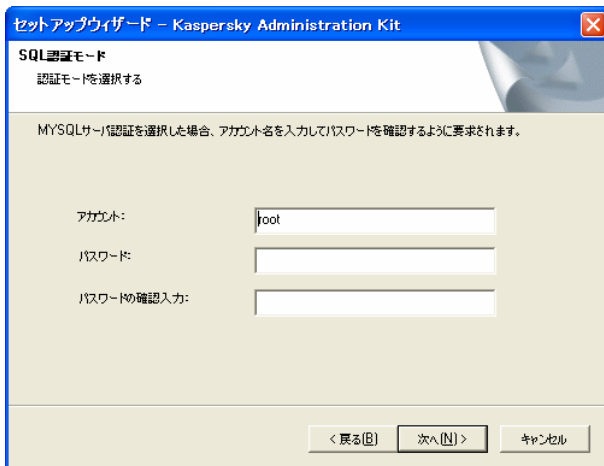 セットアップウィザード - Kaspersky Administration Kit
SQL認証モード
認証モードを選択する
MYSQLサーバ認証を選択した場合、アカウント名を入力してパスワードを確認するように要求されます。
アカウント: root
パスワード:
パスワードの確認入力:
< 戻る(B) 次へ(N) > キャンセル